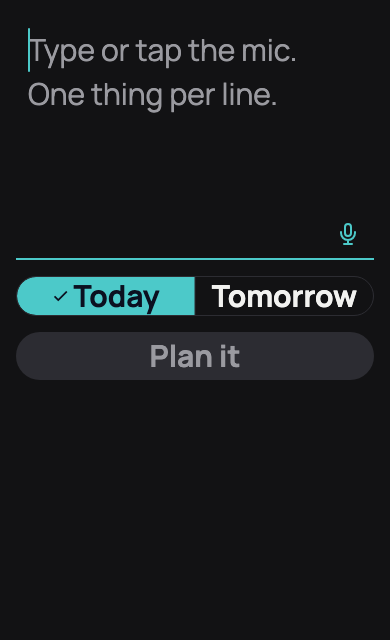 Type or tap the mic.
One thing per line.
Today
Tomorrow
Plan it